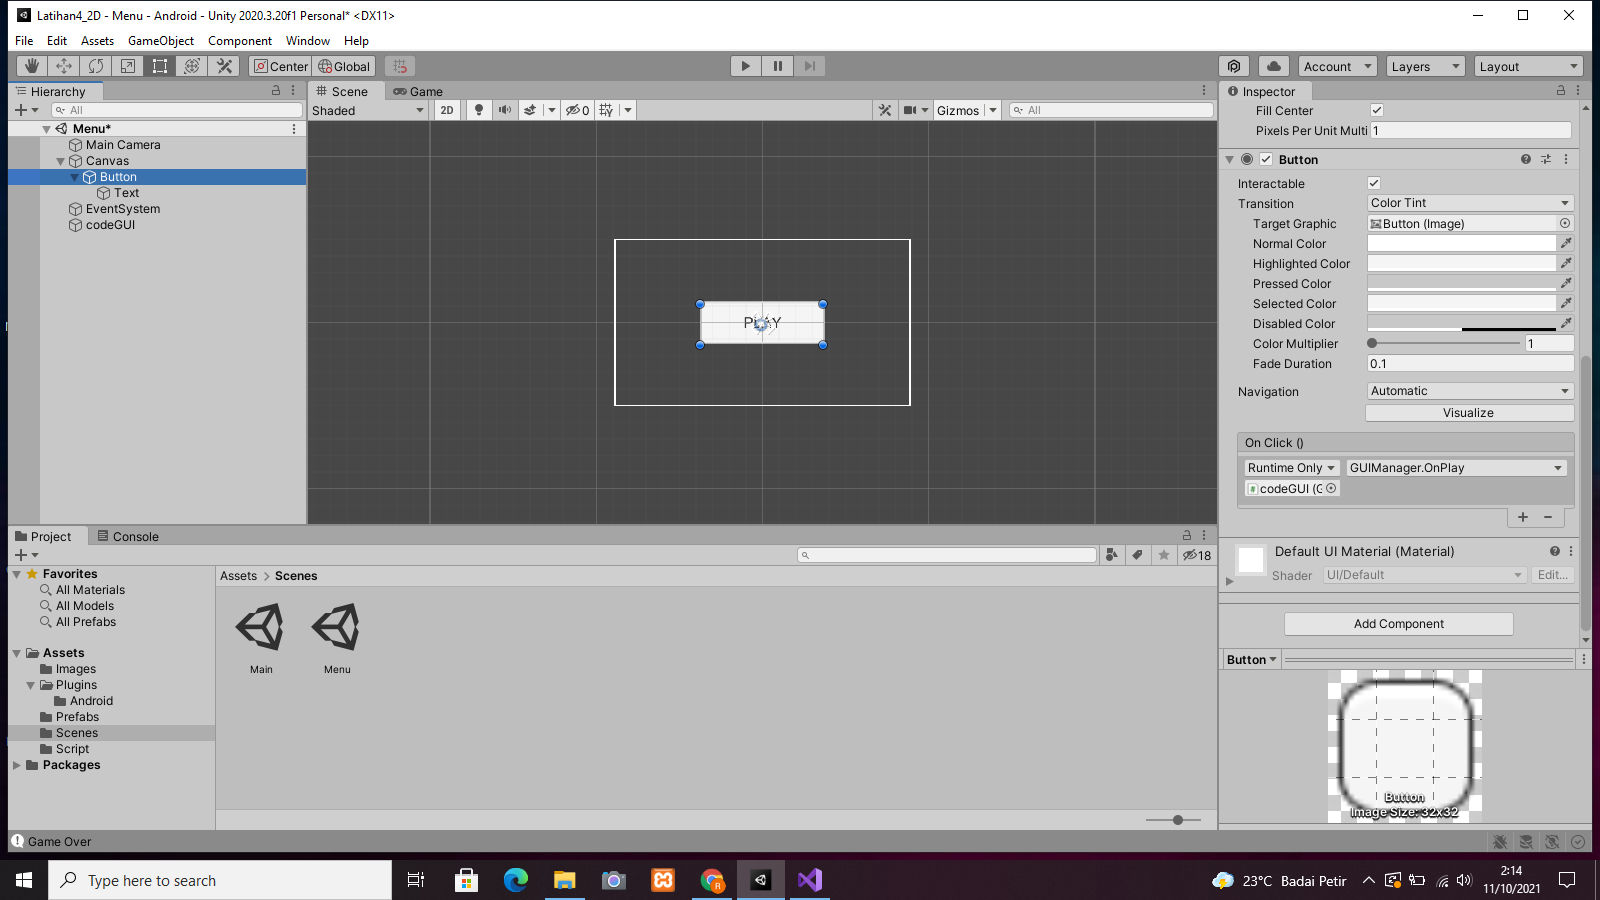 Latihan4_2D - Menu - Android - Unity 2020.3.20f1 Personal* <DX11>
File Edit Assets GameObject Component Window Help
Center Global Account Layers Layout
Hierarchy
All
Menu*
Main Camera
Canvas
Button
Text
EventSystem
codeGUI
Scene Game
Shaded 2D 0 Gizmos All
PLAY
Inspector
Fill Center
Pixels Per Unit Multi 1
Button
Interactable
Transition Color Tint
Target Graphic Button (Image)
Normal Color
Highlighted Color
Pressed Color
Selected Color
Disabled Color
Color Multiplier 1
Fade Duration 0.1
Navigation Automatic
Visualize
On Click ()
Runtime Only GUIManager.OnPlay
codeGUI (G
Default UI Material (Material)
Shader UI/Default Edit...
Add Component
Button
Button
Image Size: 32x32
Project Console
18
Favorites
All Materials
All Models
All Prefabs
Assets
Images
Plugins
Android
Prefabs
Scenes
Script
Packages
Assets > Scenes
Main Menu
Game Over
Type here to search
23°C Badai Petir
2:14
11/10/2021